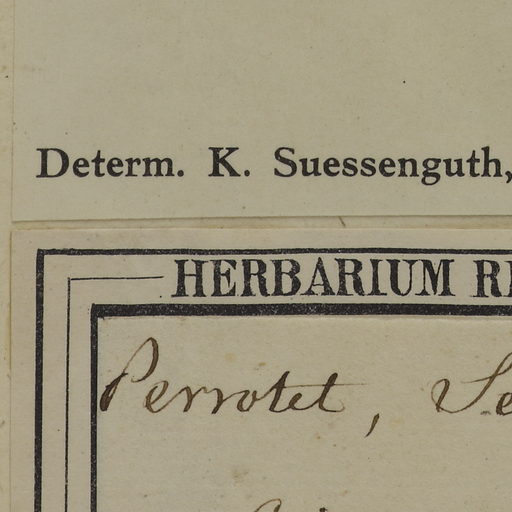 Determ. K. Suessenguth,
HERBARIUM
Perrotet,